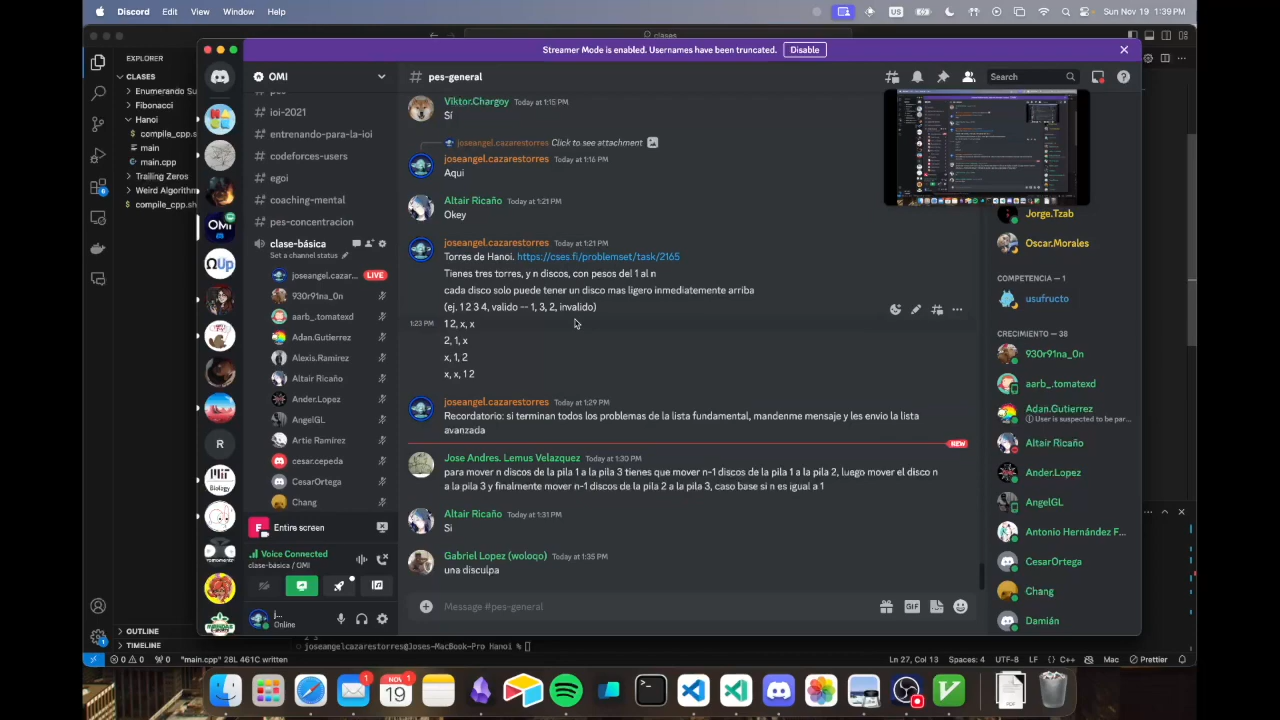 Discord Edit View Window Help
US Sun Nov 19 1:39 PM
clases
EXPLORER
CLASES
Enumerando Su
Fibonacci
Hanoi
compile_cpp.s
main
main.cpp
Trailing Zeros
Weird Algorithm
compile_cpp.sh
Streamer Mode is enabled. Usernames have been truncated. Disable
OMI
# pes-general
Search
pes
ioi-2021
entrenando-para-la-ioi
codeforces-users
agoi
coaching-mental
pes-concentracion
clase-básica
Set a channel status
joseangel.cazar... LIVE
930r91na_0n
aarb_.tomatexd
Adan.Gutierrez
Alexis.Ramirez
Altair Ricaño
Ander.Lopez
AngelGL
Artie Ramírez
cesar.cepeda
CesarOrtega
Chang
Entire screen
Voice Connected
clase-básica / OMI
j...
Online
Viktor.Chargoy Today at 1:15 PM
Sí
joseangel.cazarestorres Click to see attachment
joseangel.cazarestorres Today at 1:16 PM
Aqui
Altair Ricaño Today at 1:21 PM
Okey
joseangel.cazarestorres Today at 1:21 PM
Torres de Hanoi. https://cses.fi/problemset/task/2165
Tienes tres torres, y n discos, con pesos del 1 al n
cada disco solo puede tener un disco mas ligero inmediatamente arriba
(ej. 1 2 3 4, valido -- 1, 3, 2, invalido)
1:23 PM 1 2, x, x
2, 1, x
x, 1, 2
x, x, 1 2
joseangel.cazarestorres Today at 1:29 PM
Recordatorio: si terminan todos los problemas de la lista fundamental, mandenme mensaje y les envio la lista
avanzada
NEW
Jose Andres. Lemus Velazquez Today at 1:30 PM
para mover n discos de la pila 1 a la pila 3 tienes que mover n-1 discos de la pila 1 a la pila 2, luego mover el disco n
a la pila 3 y finalmente mover n-1 discos de la pila 2 a la pila 3, caso base si n es igual a 1
Altair Ricaño Today at 1:31 PM
Si
Gabriel Lopez (woloqo) Today at 1:35 PM
una disculpa
Message #pes-general
GIF
Jorge.Tzab
Oscar.Morales
COMPETENCIA — 1
usufructo
CRECIMIENTO — 38
930r91na_0n
aarb_.tomatexd
Adan.Gutierrez
User is suspected to be par...
Altair Ricaño
Ander.Lopez
AngelGL
Antonio Hernández F...
CesarOrtega
Chang
Damián
OUTLINE
TIMELINE
joseangelcazarestorres@Joses-MacBook-Pro Hanoi %
0 0 0 "main.cpp" 28L 461C written
Ln 27, Col 13 Spaces: 4 UTF-8 LF C++ Mac Prettier
NOV
19